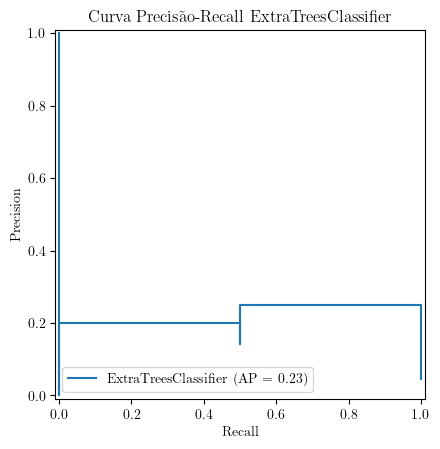 Curva Precisão-Recall ExtraTreesClassifier
1.0
0.8
0.6
0.4
0.2
0.0
Precision
ExtraTreesClassifier (AP = 0.23)
0.0 0.2 0.4 0.6 0.8 1.0
Recall